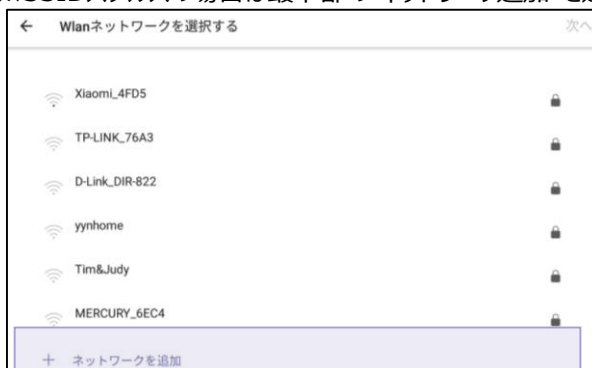 ← Wlanネットワークを選択する 次へ
Xiaomi_4FD5
TP-LINK_76A3
D-Link_DIR-822
yynhome
Tim&Judy
MERCURY_6EC4
+ ネットワークを追加